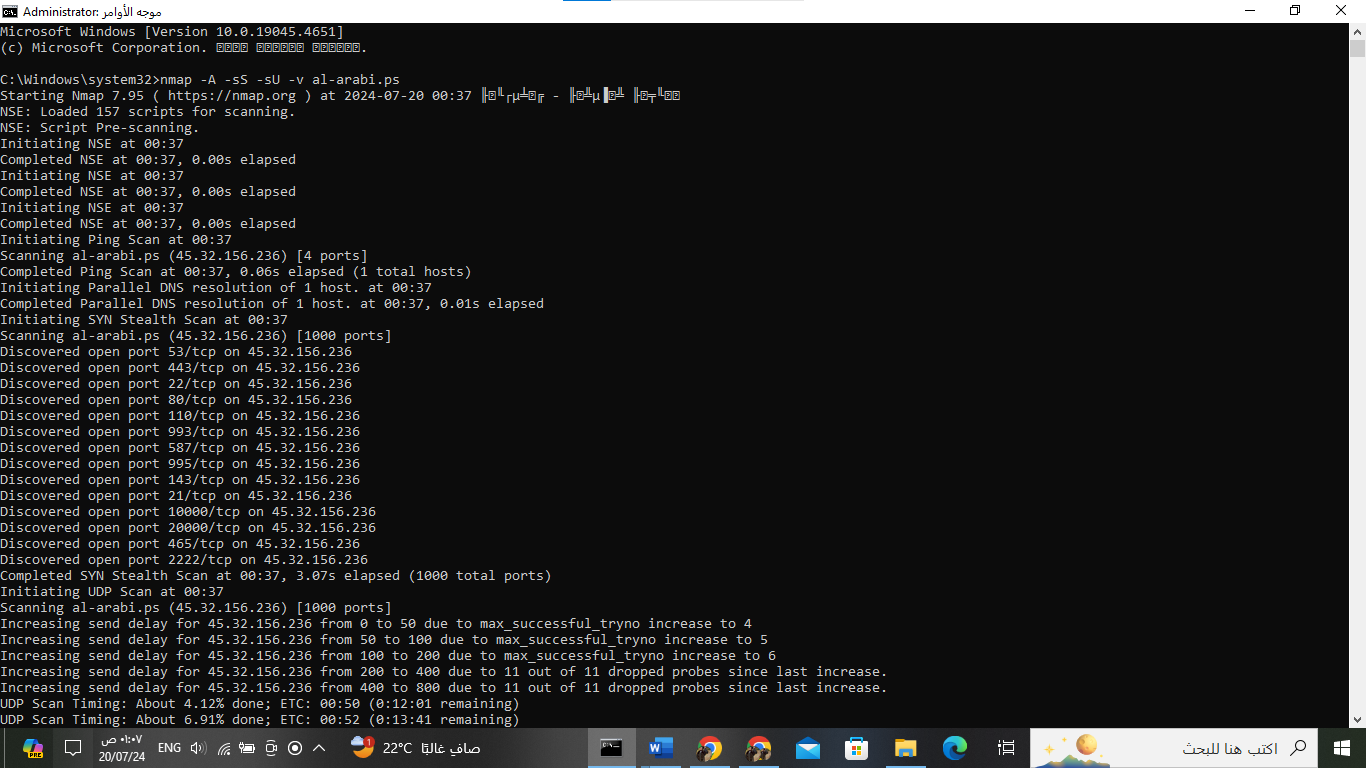 Administrator: موجه الأوامر
Microsoft Windows [Version 10.0.19045.4651]
(c) Microsoft Corporation.
C:\Windows\system32>nmap -A -sS -sU -v al-arabi.ps
Starting Nmap 7.95 ( https://nmap.org ) at 2024-07-20 00:37
NSE: Loaded 157 scripts for scanning.
NSE: Script Pre-scanning.
Initiating NSE at 00:37
Completed NSE at 00:37, 0.00s elapsed
Initiating NSE at 00:37
Completed NSE at 00:37, 0.00s elapsed
Initiating NSE at 00:37
Completed NSE at 00:37, 0.00s elapsed
Initiating Ping Scan at 00:37
Scanning al-arabi.ps (45.32.156.236) [4 ports]
Completed Ping Scan at 00:37, 0.06s elapsed (1 total hosts)
Initiating Parallel DNS resolution of 1 host. at 00:37
Completed Parallel DNS resolution of 1 host. at 00:37, 0.01s elapsed
Initiating SYN Stealth Scan at 00:37
Scanning al-arabi.ps (45.32.156.236) [1000 ports]
Discovered open port 53/tcp on 45.32.156.236
Discovered open port 443/tcp on 45.32.156.236
Discovered open port 22/tcp on 45.32.156.236
Discovered open port 80/tcp on 45.32.156.236
Discovered open port 110/tcp on 45.32.156.236
Discovered open port 993/tcp on 45.32.156.236
Discovered open port 587/tcp on 45.32.156.236
Discovered open port 995/tcp on 45.32.156.236
Discovered open port 143/tcp on 45.32.156.236
Discovered open port 21/tcp on 45.32.156.236
Discovered open port 10000/tcp on 45.32.156.236
Discovered open port 20000/tcp on 45.32.156.236
Discovered open port 465/tcp on 45.32.156.236
Discovered open port 2222/tcp on 45.32.156.236
Completed SYN Stealth Scan at 00:37, 3.07s elapsed (1000 total ports)
Initiating UDP Scan at 00:37
Scanning al-arabi.ps (45.32.156.236) [1000 ports]
Increasing send delay for 45.32.156.236 from 0 to 50 due to max_successful_tryno increase to 4
Increasing send delay for 45.32.156.236 from 50 to 100 due to max_successful_tryno increase to 5
Increasing send delay for 45.32.156.236 from 100 to 200 due to max_successful_tryno increase to 6
Increasing send delay for 45.32.156.236 from 200 to 400 due to 11 out of 11 dropped probes since last increase.
Increasing send delay for 45.32.156.236 from 400 to 800 due to 11 out of 11 dropped probes since last increase.
UDP Scan Timing: About 4.12% done; ETC: 00:50 (0:12:01 remaining)
UDP Scan Timing: About 6.91% done; ETC: 00:52 (0:13:41 remaining)
PRE
٠١:٠٧ ص
20/07/24
ENG
1
22°C صاف غالبًا
اكتب هنا للبحث